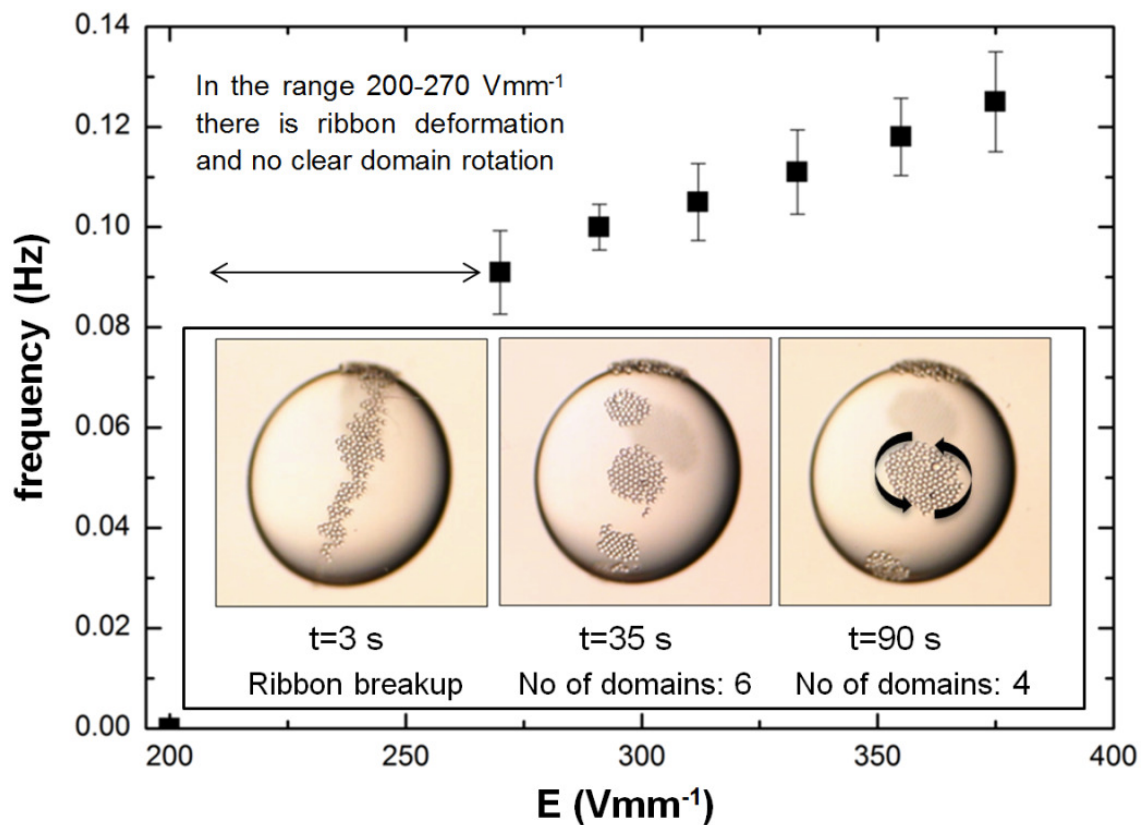 0.14
0.12
0.10
0.08
0.06
0.04
0.02
0.00
frequency (Hz)
In the range 200-270 Vmm⁻¹
there is ribbon deformation
and no clear domain rotation
t=3 s
t=35 s
t=90 s
Ribbon breakup
No of domains: 6
No of domains: 4
200
250
300
350
400
E (Vmm⁻¹)